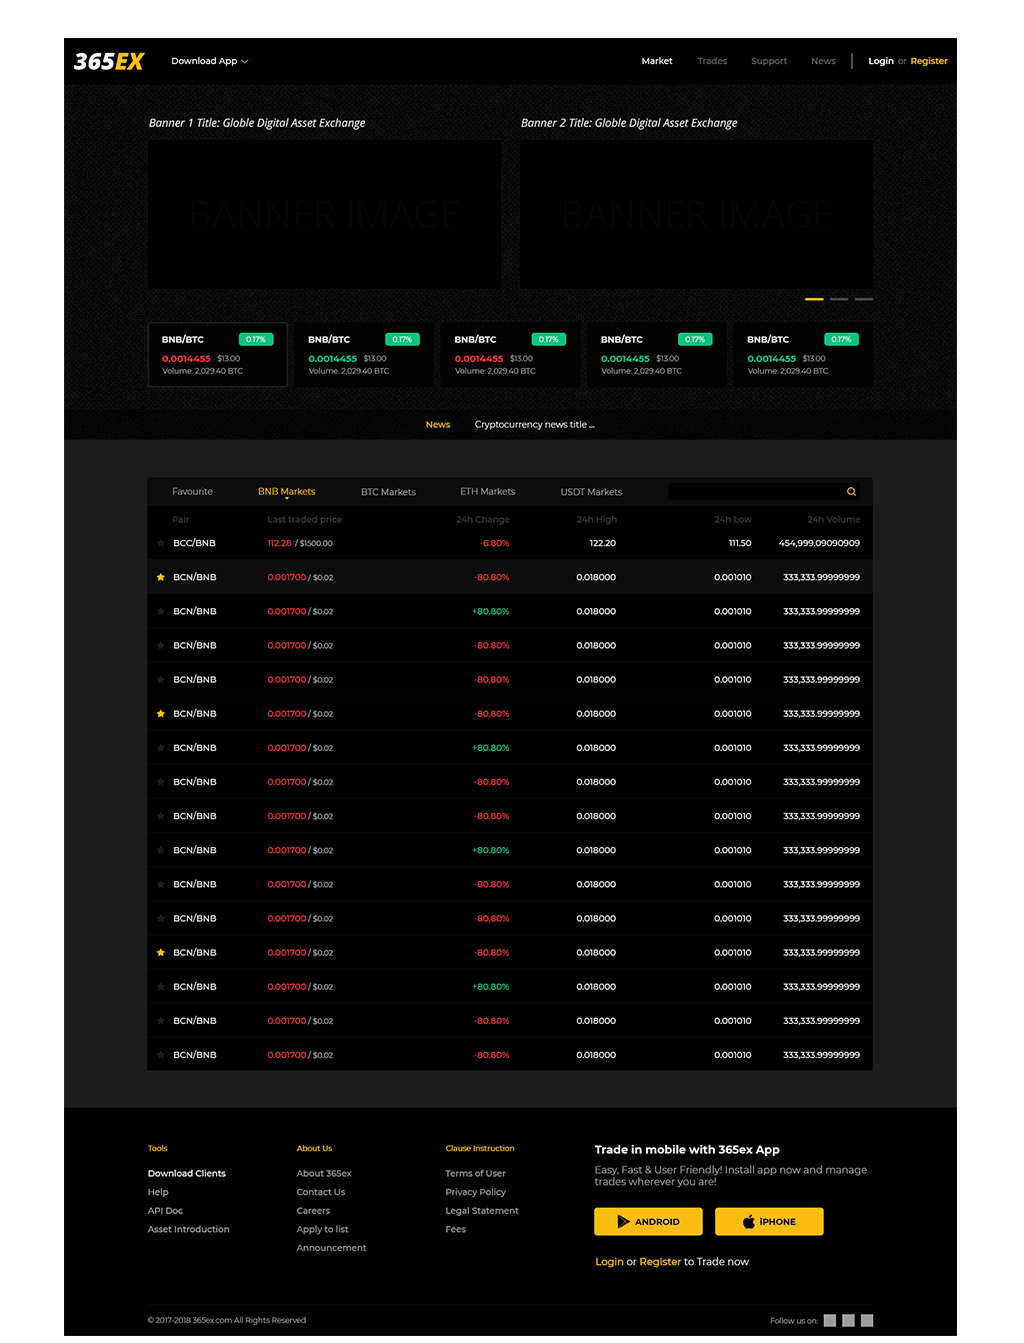 365EX Download App Market Trades Support News Login or Register
Banner 1 Title: Globle Digital Asset Exchange
Banner 2 Title: Globle Digital Asset Exchange
BANNER IMAGE
BANNER IMAGE
BNB/BTC 0.17%
0.0014455 $13.00
Volume: 2,029.40 BTC
BNB/BTC 0.17%
0.0014455 $13.00
Volume: 2,029.40 BTC
BNB/BTC 0.17%
0.0014455 $13.00
Volume: 2,029.40 BTC
BNB/BTC 0.17%
0.0014455 $13.00
Volume: 2,029.40 BTC
BNB/BTC 0.17%
0.0014455 $13.00
Volume: 2,029.40 BTC
News Cryptocurrency news title ...
Favourite BNB Markets BTC Markets ETH Markets USDT Markets
Pair Last traded price 24h Change 24h High 24h Low 24h Volume
BCC/BNB 112.28 / $1500.00 -6.80% 122.20 111.50 454,999.09090909
BCN/BNB 0.001700 / $0.02 -80.80% 0.018000 0.001010 333,333.99999999
BCN/BNB 0.001700 / $0.02 +80.80% 0.018000 0.001010 333,333.99999999
BCN/BNB 0.001700 / $0.02 -80.80% 0.018000 0.001010 333,333.99999999
BCN/BNB 0.001700 / $0.02 -80.80% 0.018000 0.001010 333,333.99999999
BCN/BNB 0.001700 / $0.02 -80.80% 0.018000 0.001010 333,333.99999999
BCN/BNB 0.001700 / $0.02 +80.80% 0.018000 0.001010 333,333.99999999
BCN/BNB 0.001700 / $0.02 -80.80% 0.018000 0.001010 333,333.99999999
BCN/BNB 0.001700 / $0.02 -80.80% 0.018000 0.001010 333,333.99999999
BCN/BNB 0.001700 / $0.02 +80.80% 0.018000 0.001010 333,333.99999999
BCN/BNB 0.001700 / $0.02 -80.80% 0.018000 0.001010 333,333.99999999
BCN/BNB 0.001700 / $0.02 -80.80% 0.018000 0.001010 333,333.99999999
BCN/BNB 0.001700 / $0.02 -80.80% 0.018000 0.001010 333,333.99999999
BCN/BNB 0.001700 / $0.02 +80.80% 0.018000 0.001010 333,333.99999999
BCN/BNB 0.001700 / $0.02 -80.80% 0.018000 0.001010 333,333.99999999
BCN/BNB 0.001700 / $0.02 -80.80% 0.018000 0.001010 333,333.99999999
Tools
Download Clients
Help
API Doc
Asset Introduction
About Us
About 365ex
Contact Us
Careers
Apply to list
Announcement
Clause Instruction
Terms of User
Privacy Policy
Legal Statement
Fees
Trade in mobile with 365ex App
Easy, Fast & User Friendly! Install app now and manage
trades wherever you are!
ANDROID
iPHONE
Login or Register to Trade now
© 2017-2018 365ex.com All Rights Reserved
Follow us on: